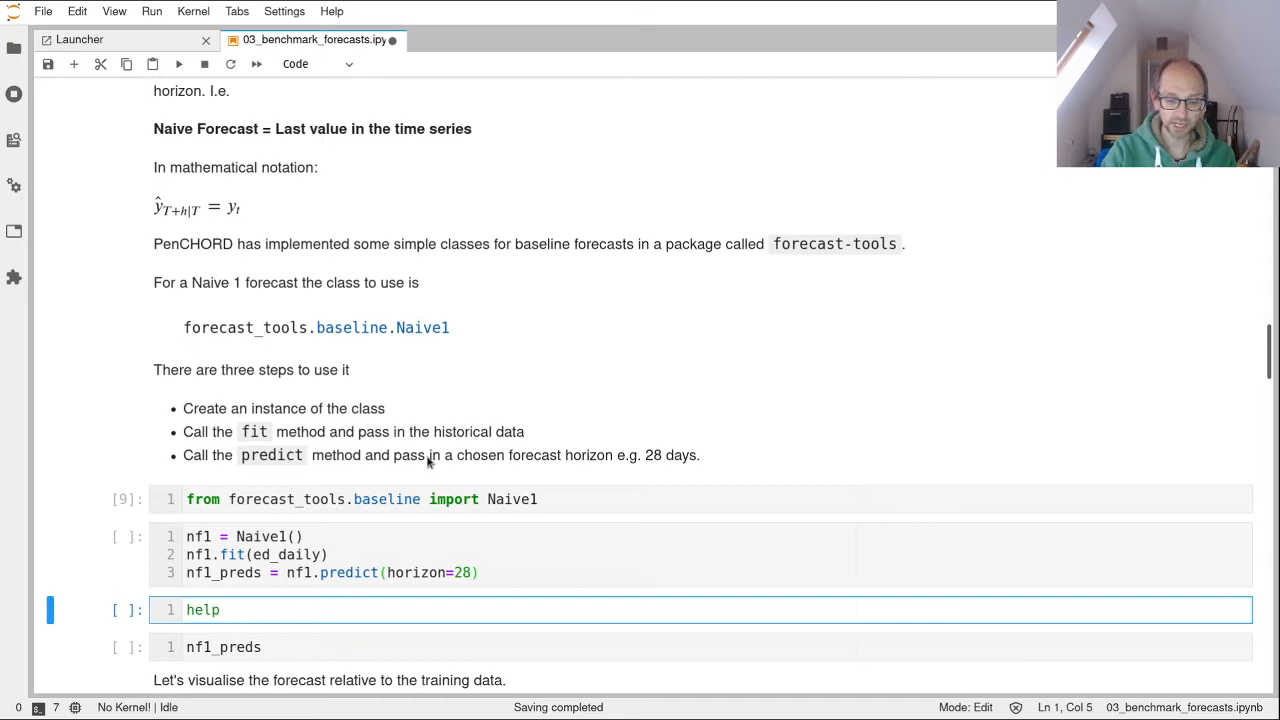 File Edit View Run Kernel Tabs Settings Help
Launcher
03_benchmark_forecasts.ipy
Code
horizon. I.e.
Naive Forecast = Last value in the time series
In mathematical notation:
ŷ_{T+h|T} = y_t
PenCHORD has implemented some simple classes for baseline forecasts in a package called forecast-tools.
For a Naive 1 forecast the class to use is
forecast_tools.baseline.Naive1
There are three steps to use it
• Create an instance of the class
• Call the fit method and pass in the historical data
• Call the predict method and pass in a chosen forecast horizon e.g. 28 days.
[9]: 1 from forecast_tools.baseline import Naive1
[ ]: 1 nf1 = Naive1()
2 nf1.fit(ed_daily)
3 nf1_preds = nf1.predict(horizon=28)
[ ]: 1 help
[ ]: 1 nf1_preds
Let's visualise the forecast relative to the training data.
0 7 No Kernel! | Idle Saving completed Mode: Edit Ln 1, Col 5 03_benchmark_forecasts.ipynb